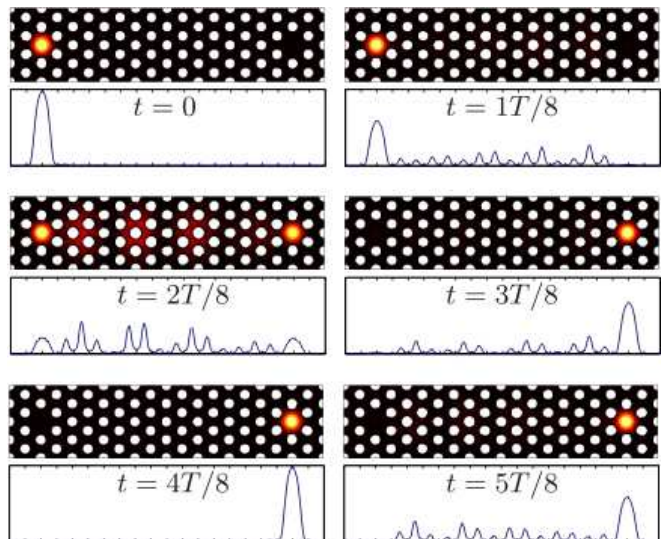 t = 0
t = 1T/8
t = 2T/8
t = 3T/8
t = 4T/8
t = 5T/8